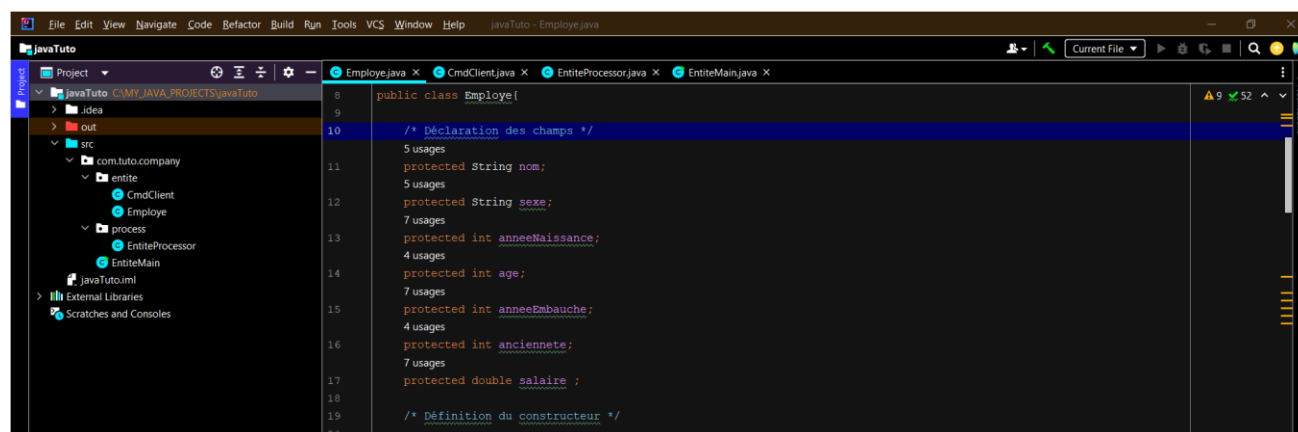 File Edit View Navigate Code Refactor Build Run Tools VCS Window Help javaTuto - Employe.java
javaTuto
Current File
Project
Project
javaTuto C:\MY_JAVA_PROJECTS\javaTuto
.idea
out
src
com.tuto.company
entite
CmdClient
Employe
process
EntiteProcessor
EntiteMain
javaTuto.iml
External Libraries
Scratches and Consoles
Employe.java CmdClient.java EntiteProcessor.java EntiteMain.java
9 52
8 public class Employe{
9
10 /* Déclaration des champs */
5 usages
11 protected String nom;
5 usages
12 protected String sexe;
7 usages
13 protected int anneeNaissance;
4 usages
14 protected int age;
7 usages
15 protected int anneeEmbauche;
4 usages
16 protected int anciennete;
7 usages
17 protected double salaire ;
18
19 /* Définition du constructeur */